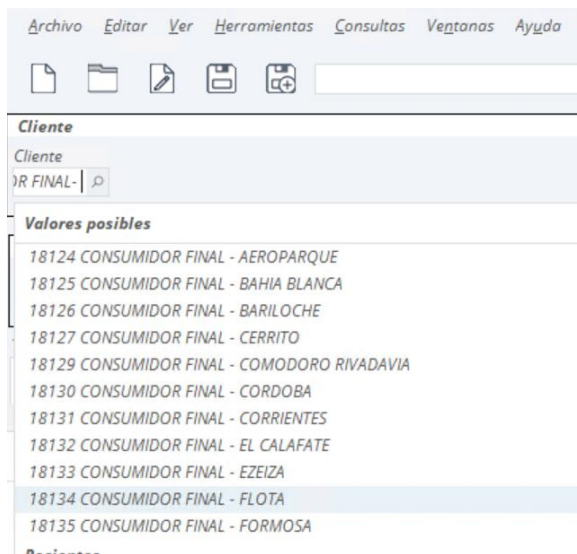 Archivo Editar Ver Herramientas Consultas Ventanas Ayuda
Cliente
Cliente
OR FINAL-
Valores posibles
18124 CONSUMIDOR FINAL - AEROPARQUE
18125 CONSUMIDOR FINAL - BAHIA BLANCA
18126 CONSUMIDOR FINAL - BARILOCHE
18127 CONSUMIDOR FINAL - CERRITO
18129 CONSUMIDOR FINAL - COMODORO RIVADAVIA
18130 CONSUMIDOR FINAL - CORDOBA
18131 CONSUMIDOR FINAL - CORRIENTES
18132 CONSUMIDOR FINAL - EL CALAFATE
18133 CONSUMIDOR FINAL - EZEIZA
18134 CONSUMIDOR FINAL - FLOTA
18135 CONSUMIDOR FINAL - FORMOSA